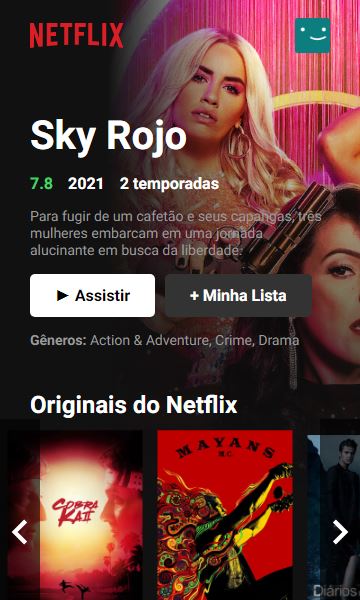 NETFLIX
Sky Rojo
7.8 2021 2 temporadas
Para fugir de um cafetão e seus capangas, três
mulheres embarcam em uma jornada
alucinante em busca da liberdade.
► Assistir
+ Minha Lista
Gêneros: Action & Adventure, Crime, Drama
Originais do Netflix
COBRA
KAI
MAYANS
M.C.
Diários